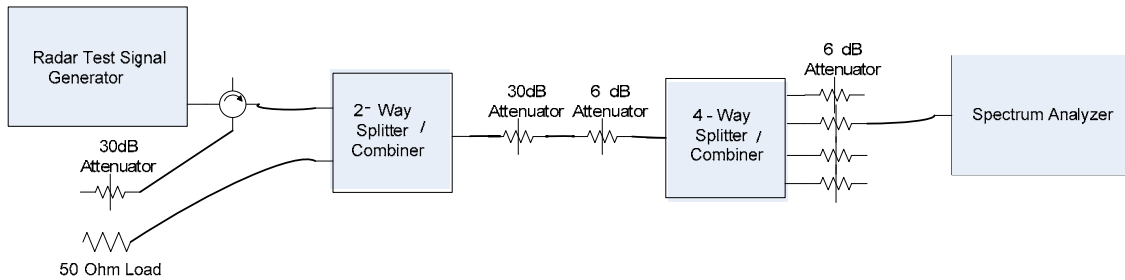 Radar Test Signal
Generator
30dB
Attenuator
50 Ohm Load
2- Way
Splitter /
Combiner
30dB
Attenuator
6 dB
Attenuator
4 - Way
Splitter /
Combiner
6 dB
Attenuator
Spectrum Analyzer